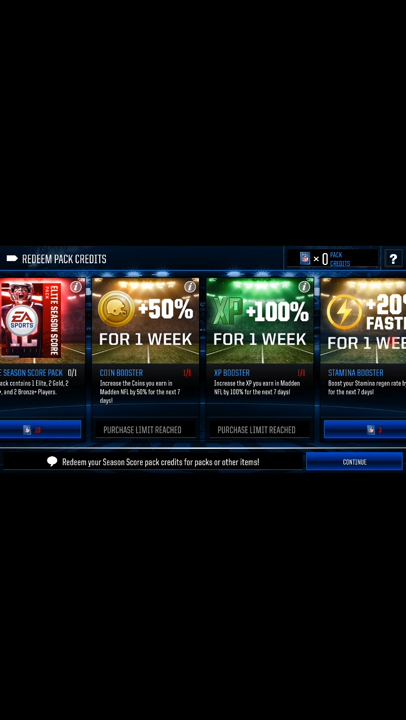 REDEEM PACK CREDITS
× 0 PACK CREDITS
?
EA SPORTS
ELITE SEASON SCORE PACK
+50%
FOR 1 WEEK
XP +100%
FOR 1 WEEK
+20%
FASTE
FOR 1 WEEK
E SEASON SCORE PACK 0/1
ack contains 1 Elite, 2 Gold, 2
, and 2 Bronze+ Players.
COIN BOOSTER 1/1
Increase the Coins you earn in
Madden NFL by 50% for the next 7
days!
PURCHASE LIMIT REACHED
XP BOOSTER 1/1
Increase the XP you earn in Madden
NFL by 100% for the next 7 days!
PURCHASE LIMIT REACHED
STAMINA BOOSTER
Boost your Stamina regen rate by
for the next 7 days!
Redeem your Season Score pack credits for packs or other items!
CONTINUE